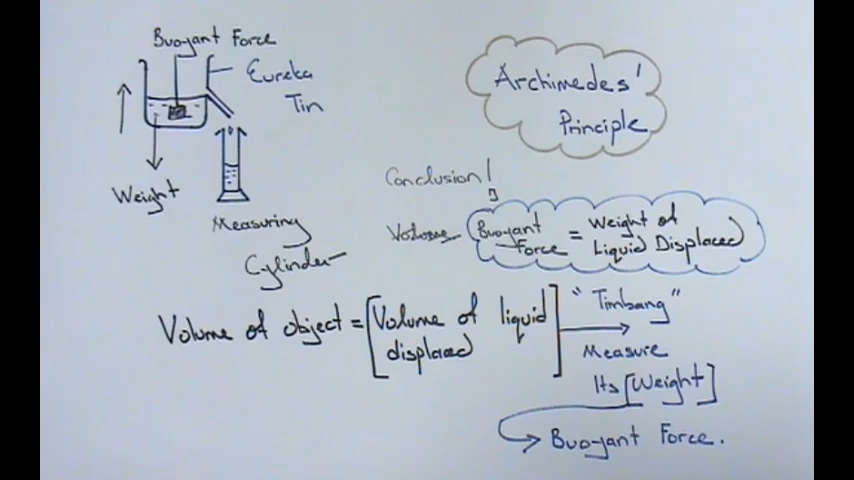 Buoyant Force
Eureka
Tin
Weight
Measuring
Cylinder
Archimedes'
Principle
Conclusion!
Volume
Buoyant
Force
= Weight of
Liquid Displaced
Volume of object = [Volume of liquid
displaced]
"Timbang"
Measure
Its [Weight]
Buoyant Force.